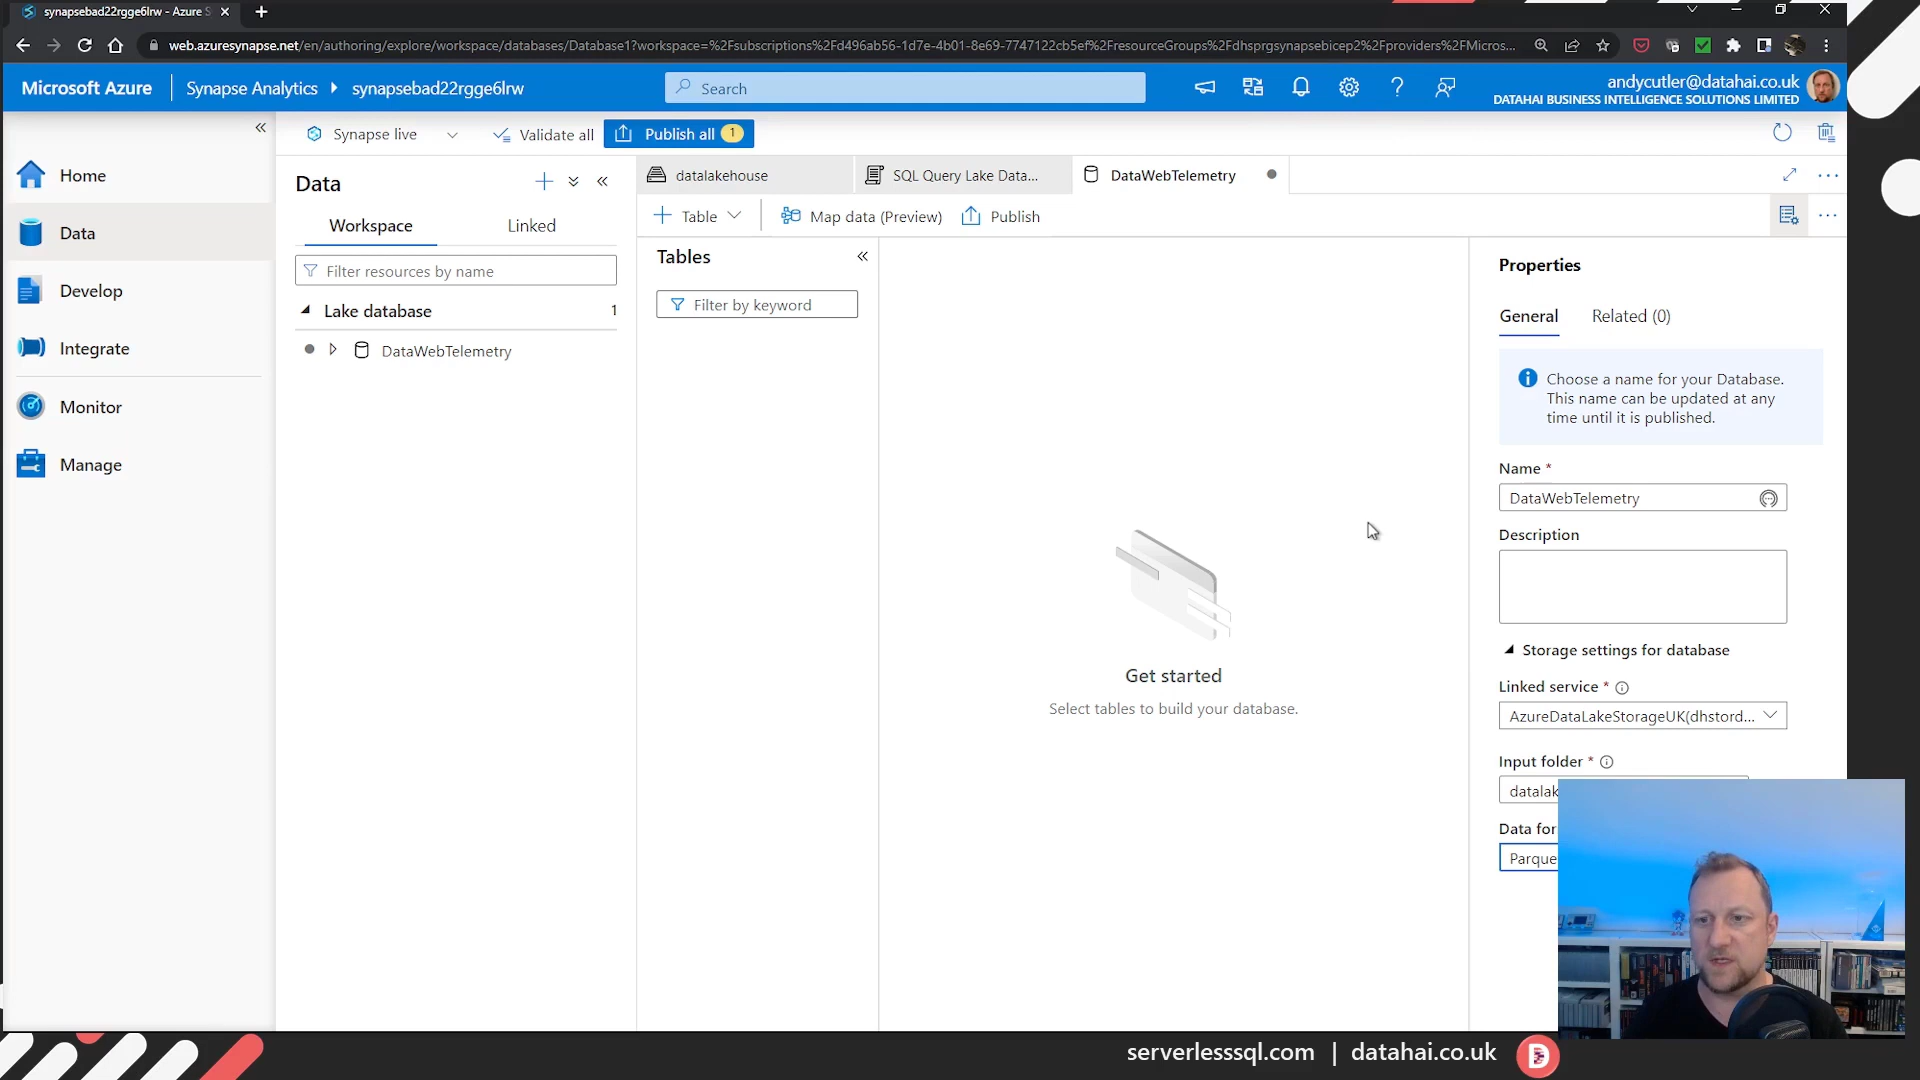 synapsebad22rgge6lrw - Azure S
web.azuresynapse.net/en/authoring/explore/workspace/databases/Database1?workspace=%2Fsubscriptions%2Fd496ab56-1d7e-4b01-8e69-7747122cb5ef%2FresourceGroups%2Fdhsprgsynapsebicep2%2Fproviders%2FMicros...
Microsoft Azure
Synapse Analytics
synapsebad22rgge6lrw
Search
andycutler@datahai.co.uk
DATAHAI BUSINESS INTELLIGENCE SOLUTIONS LIMITED
Synapse live
Validate all
Publish all 1
Home
Data
Develop
Integrate
Monitor
Manage
Data
Workspace
Linked
Filter resources by name
Lake database 1
DataWebTelemetry
datalakehouse
SQL Query Lake Data...
DataWebTelemetry
Table
Map data (Preview)
Publish
Tables
Filter by keyword
Get started
Select tables to build your database.
Properties
General
Related (0)
Choose a name for your Database.
This name can be updated at any
time until it is published.
Name *
DataWebTelemetry
Description
Storage settings for database
Linked service *
AzureDataLakeStorageUK(dhstord...
Input folder *
datalak
Data for
Parque
serverlesssql.com | datahai.co.uk
D